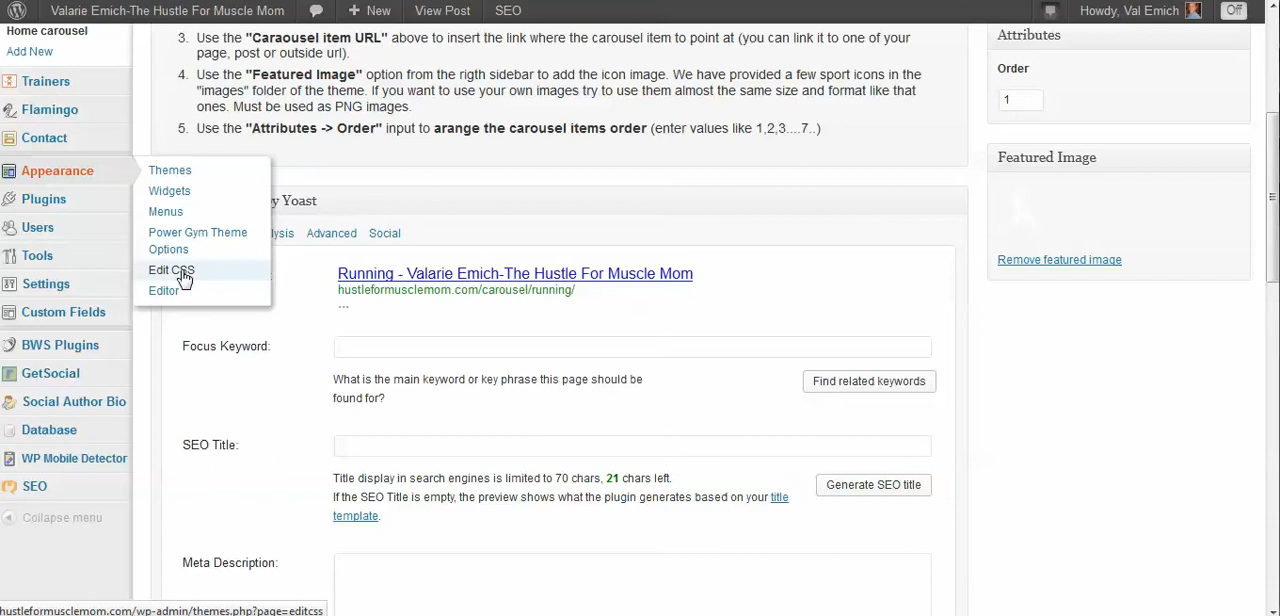 Valarie Emich-The Hustle For Muscle Mom New View Post SEO Howdy, Val Emich Off
Home carousel
Add New
Trainers
Flamingo
Contact
Appearance
Plugins
Users
Tools
Settings
Custom Fields
BWS Plugins
GetSocial
Social Author Bio
Database
WP Mobile Detector
SEO
Collapse menu
Themes
Widgets
Menus
Power Gym Theme
Options
Edit CSS
Editor
3. Use the "Caraousel item URL" above to insert the link where the carousel item to point at (you can link it to one of your
page, post or outside url).
4. Use the "Featured Image" option from the rigth sidebar to add the icon image. We have provided a few sport icons in the
"images" folder of the theme. If you want to use your own images try to use them almost the same size and format like that
ones. Must be used as PNG images.
5. Use the "Attributes -> Order" input to arange the carousel items order (enter values like 1,2,3....7..)
by Yoast
Advanced Social
Running - Valarie Emich-The Hustle For Muscle Mom
hustleformusclemom.com/carousel/running/
...
Focus Keyword:
What is the main keyword or key phrase this page should be
found for?
Find related keywords
SEO Title:
Title display in search engines is limited to 70 chars, 21 chars left.
If the SEO Title is empty, the preview shows what the plugin generates based on your title
template.
Generate SEO title
Meta Description:
Attributes
Order
1
Featured Image
Remove featured image
hustleformusclemom.com/wp-admin/themes.php?page=editcss